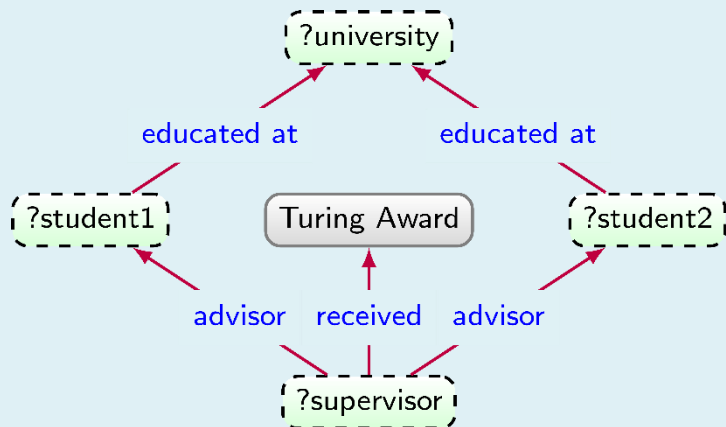 ?university
educated at educated at
?student1 Turing Award ?student2
advisor received advisor
?supervisor